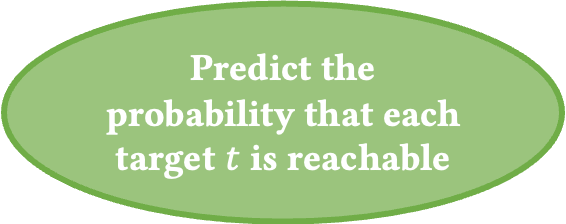 Predict the
probability that each
target t is reachable